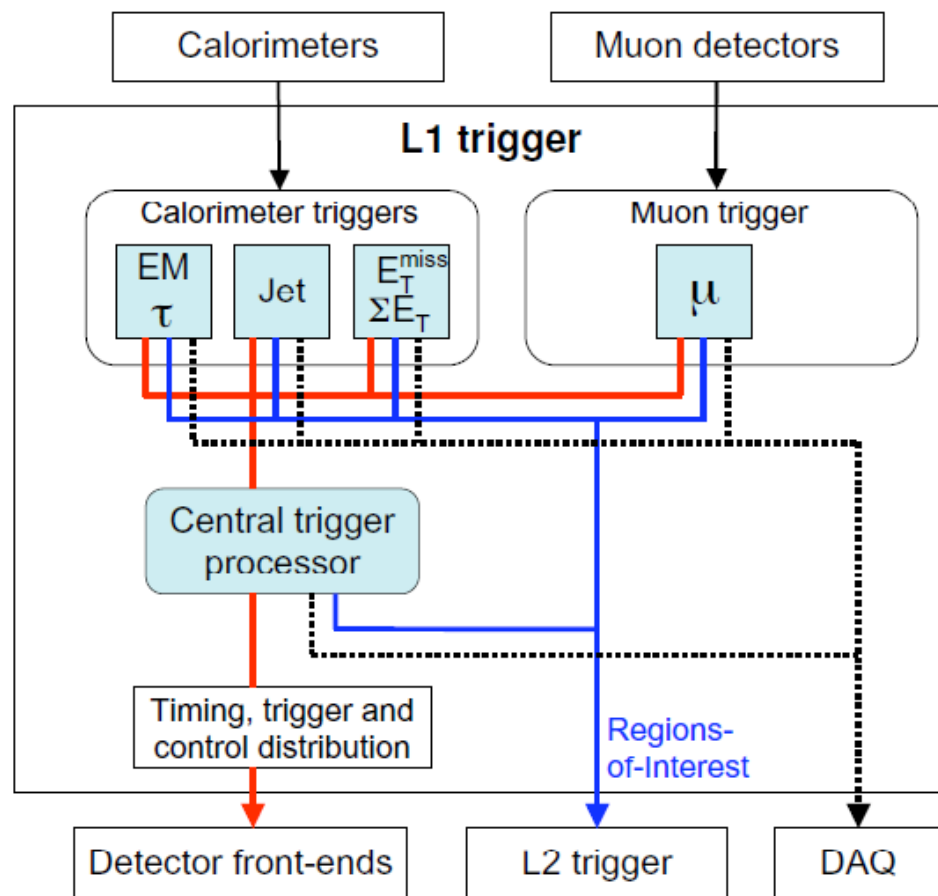 Calorimeters
Muon detectors
L1 trigger
Calorimeter triggers
Muon trigger
EM
τ
Jet
E_T^miss
ΣE_T
μ
Central trigger
processor
Timing, trigger and
control distribution
Regions-
of-Interest
Detector front-ends
L2 trigger
DAQ